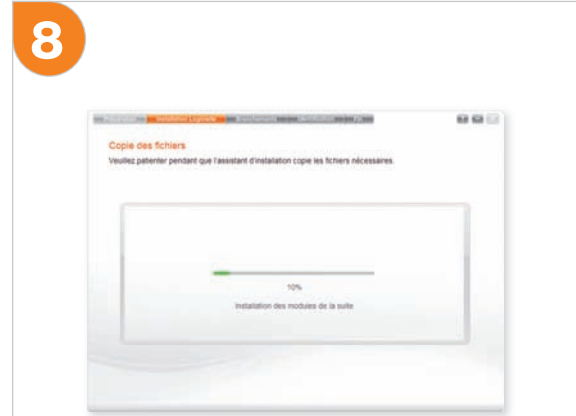 8
Installation Logicielle
Copie des fichiers
Veuillez patienter pendant que l'assistant d'installation copie les fichiers nécessaires.
10%
Installation des modules de la suite